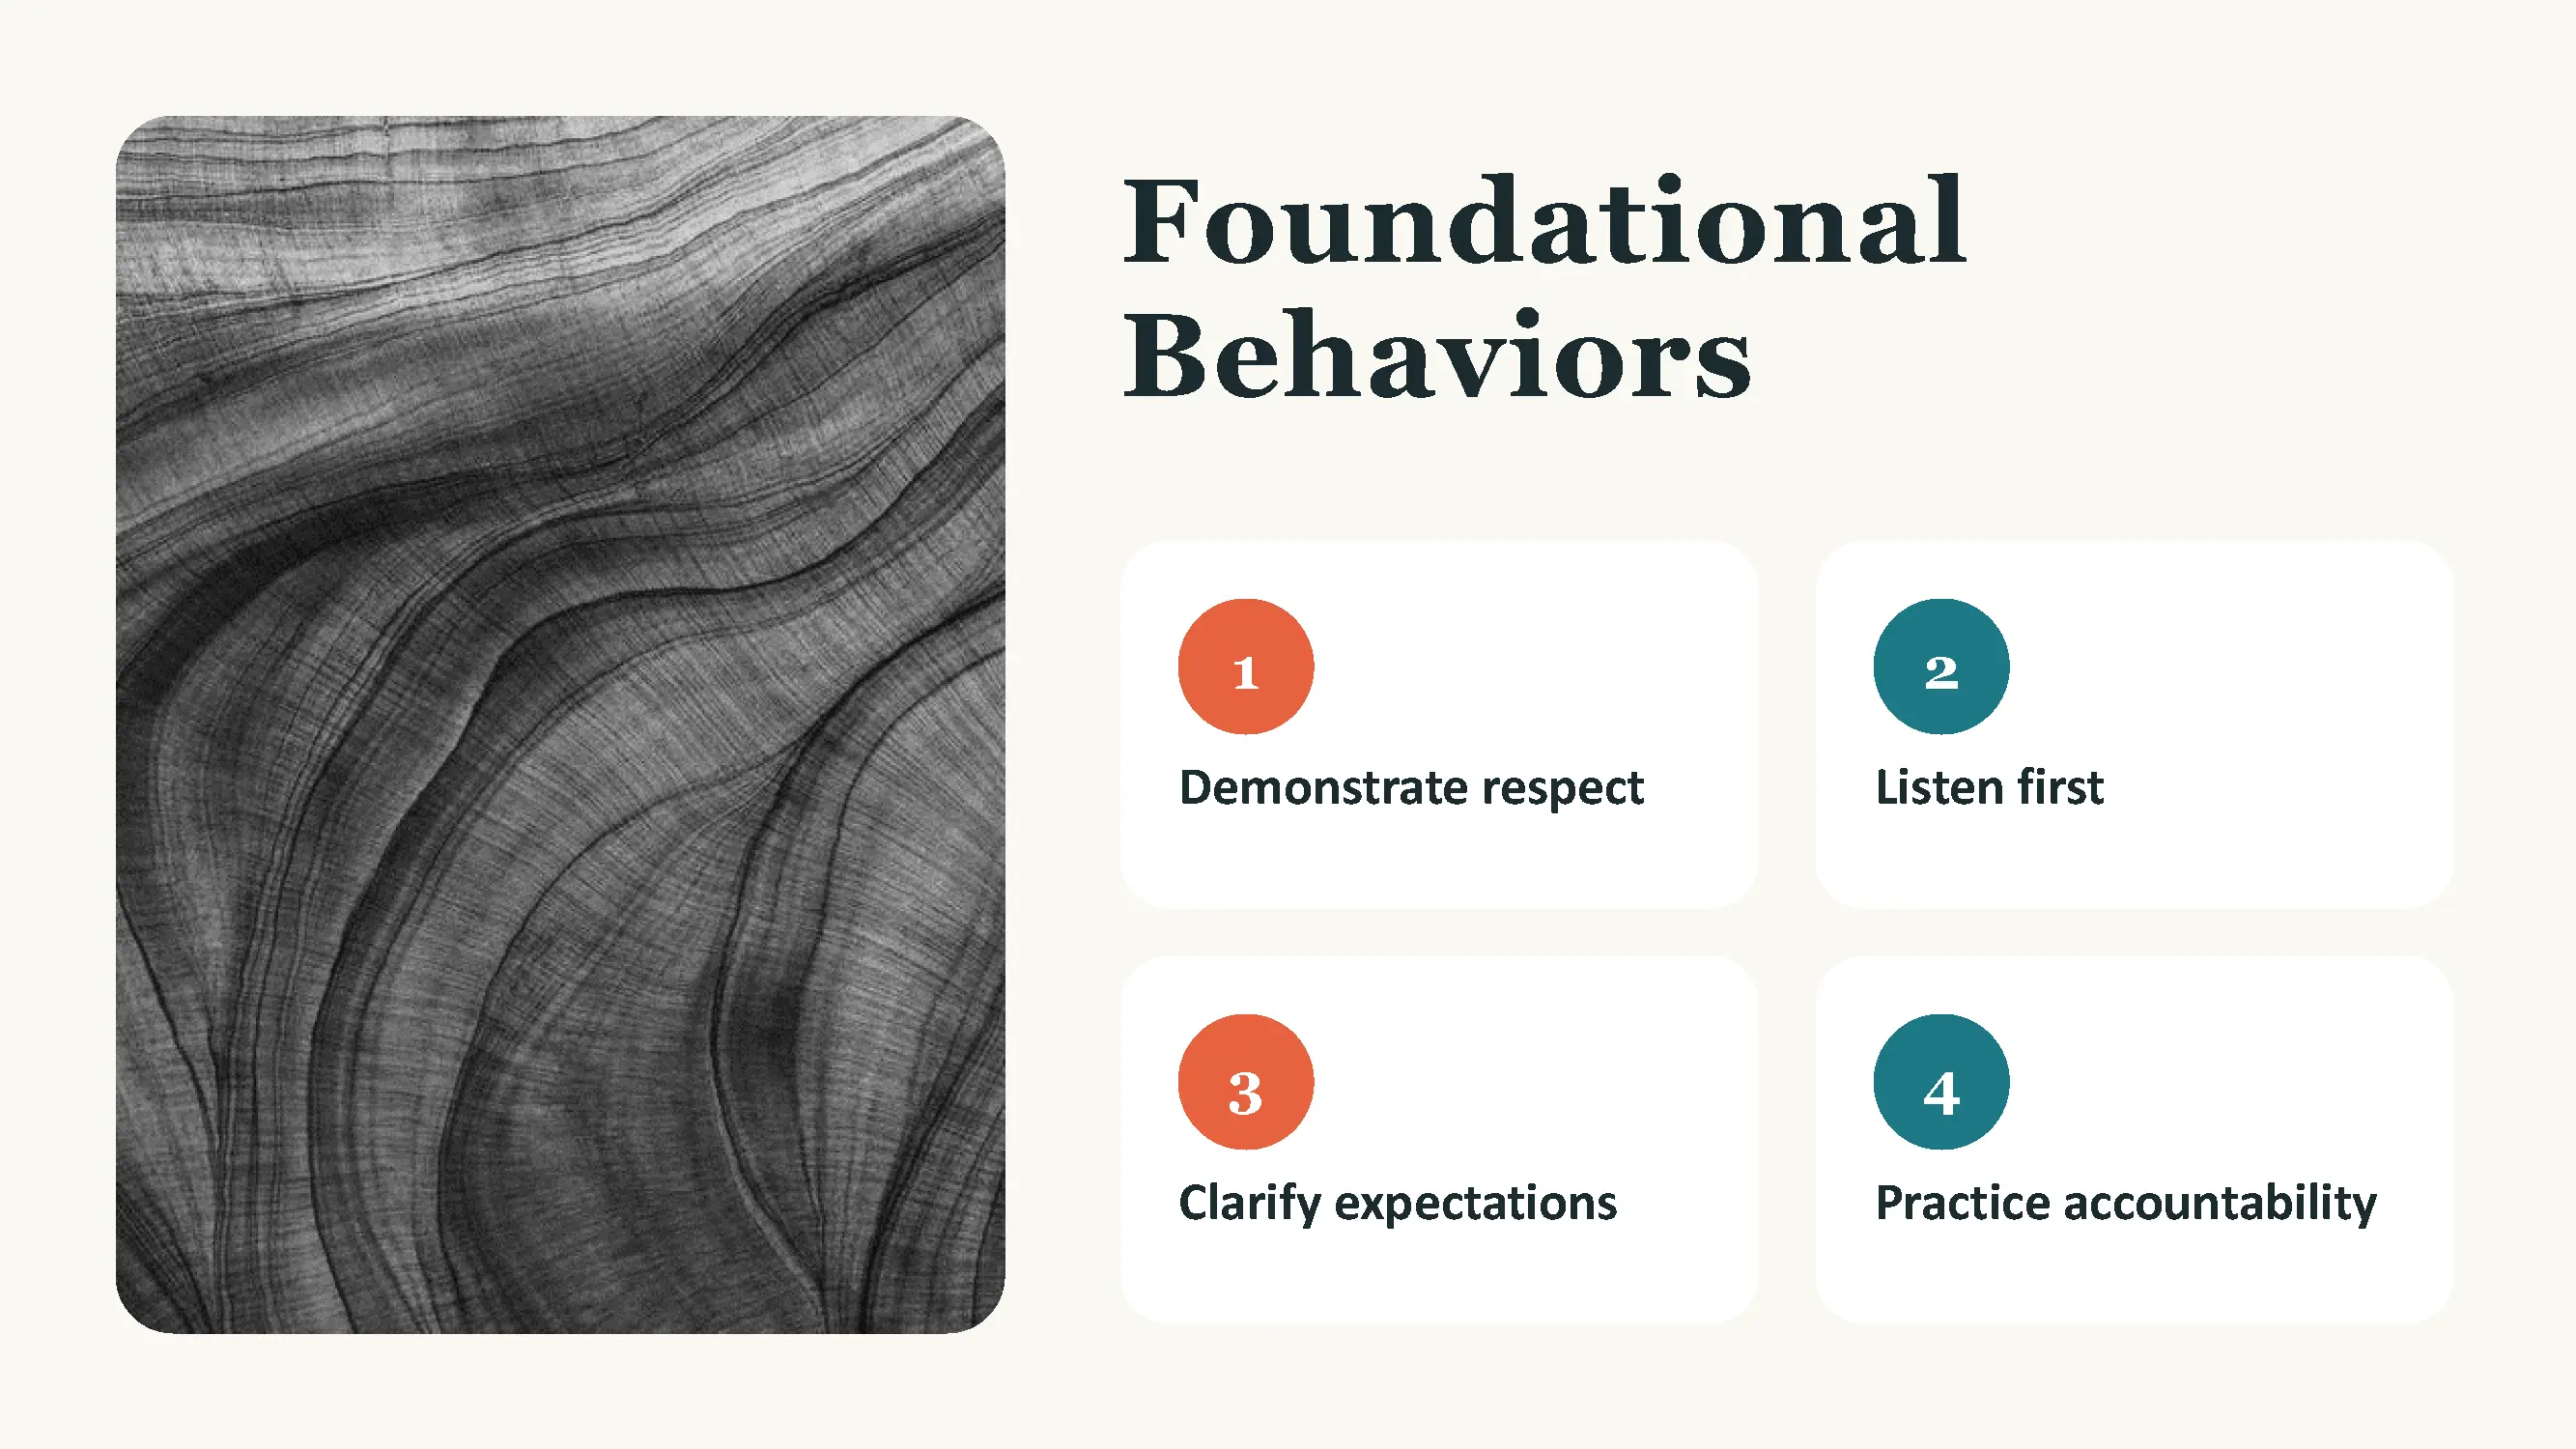 Foundational
Behaviors
1
Demonstrate respect
2
Listen first
3
Clarify expectations
4
Practice accountability